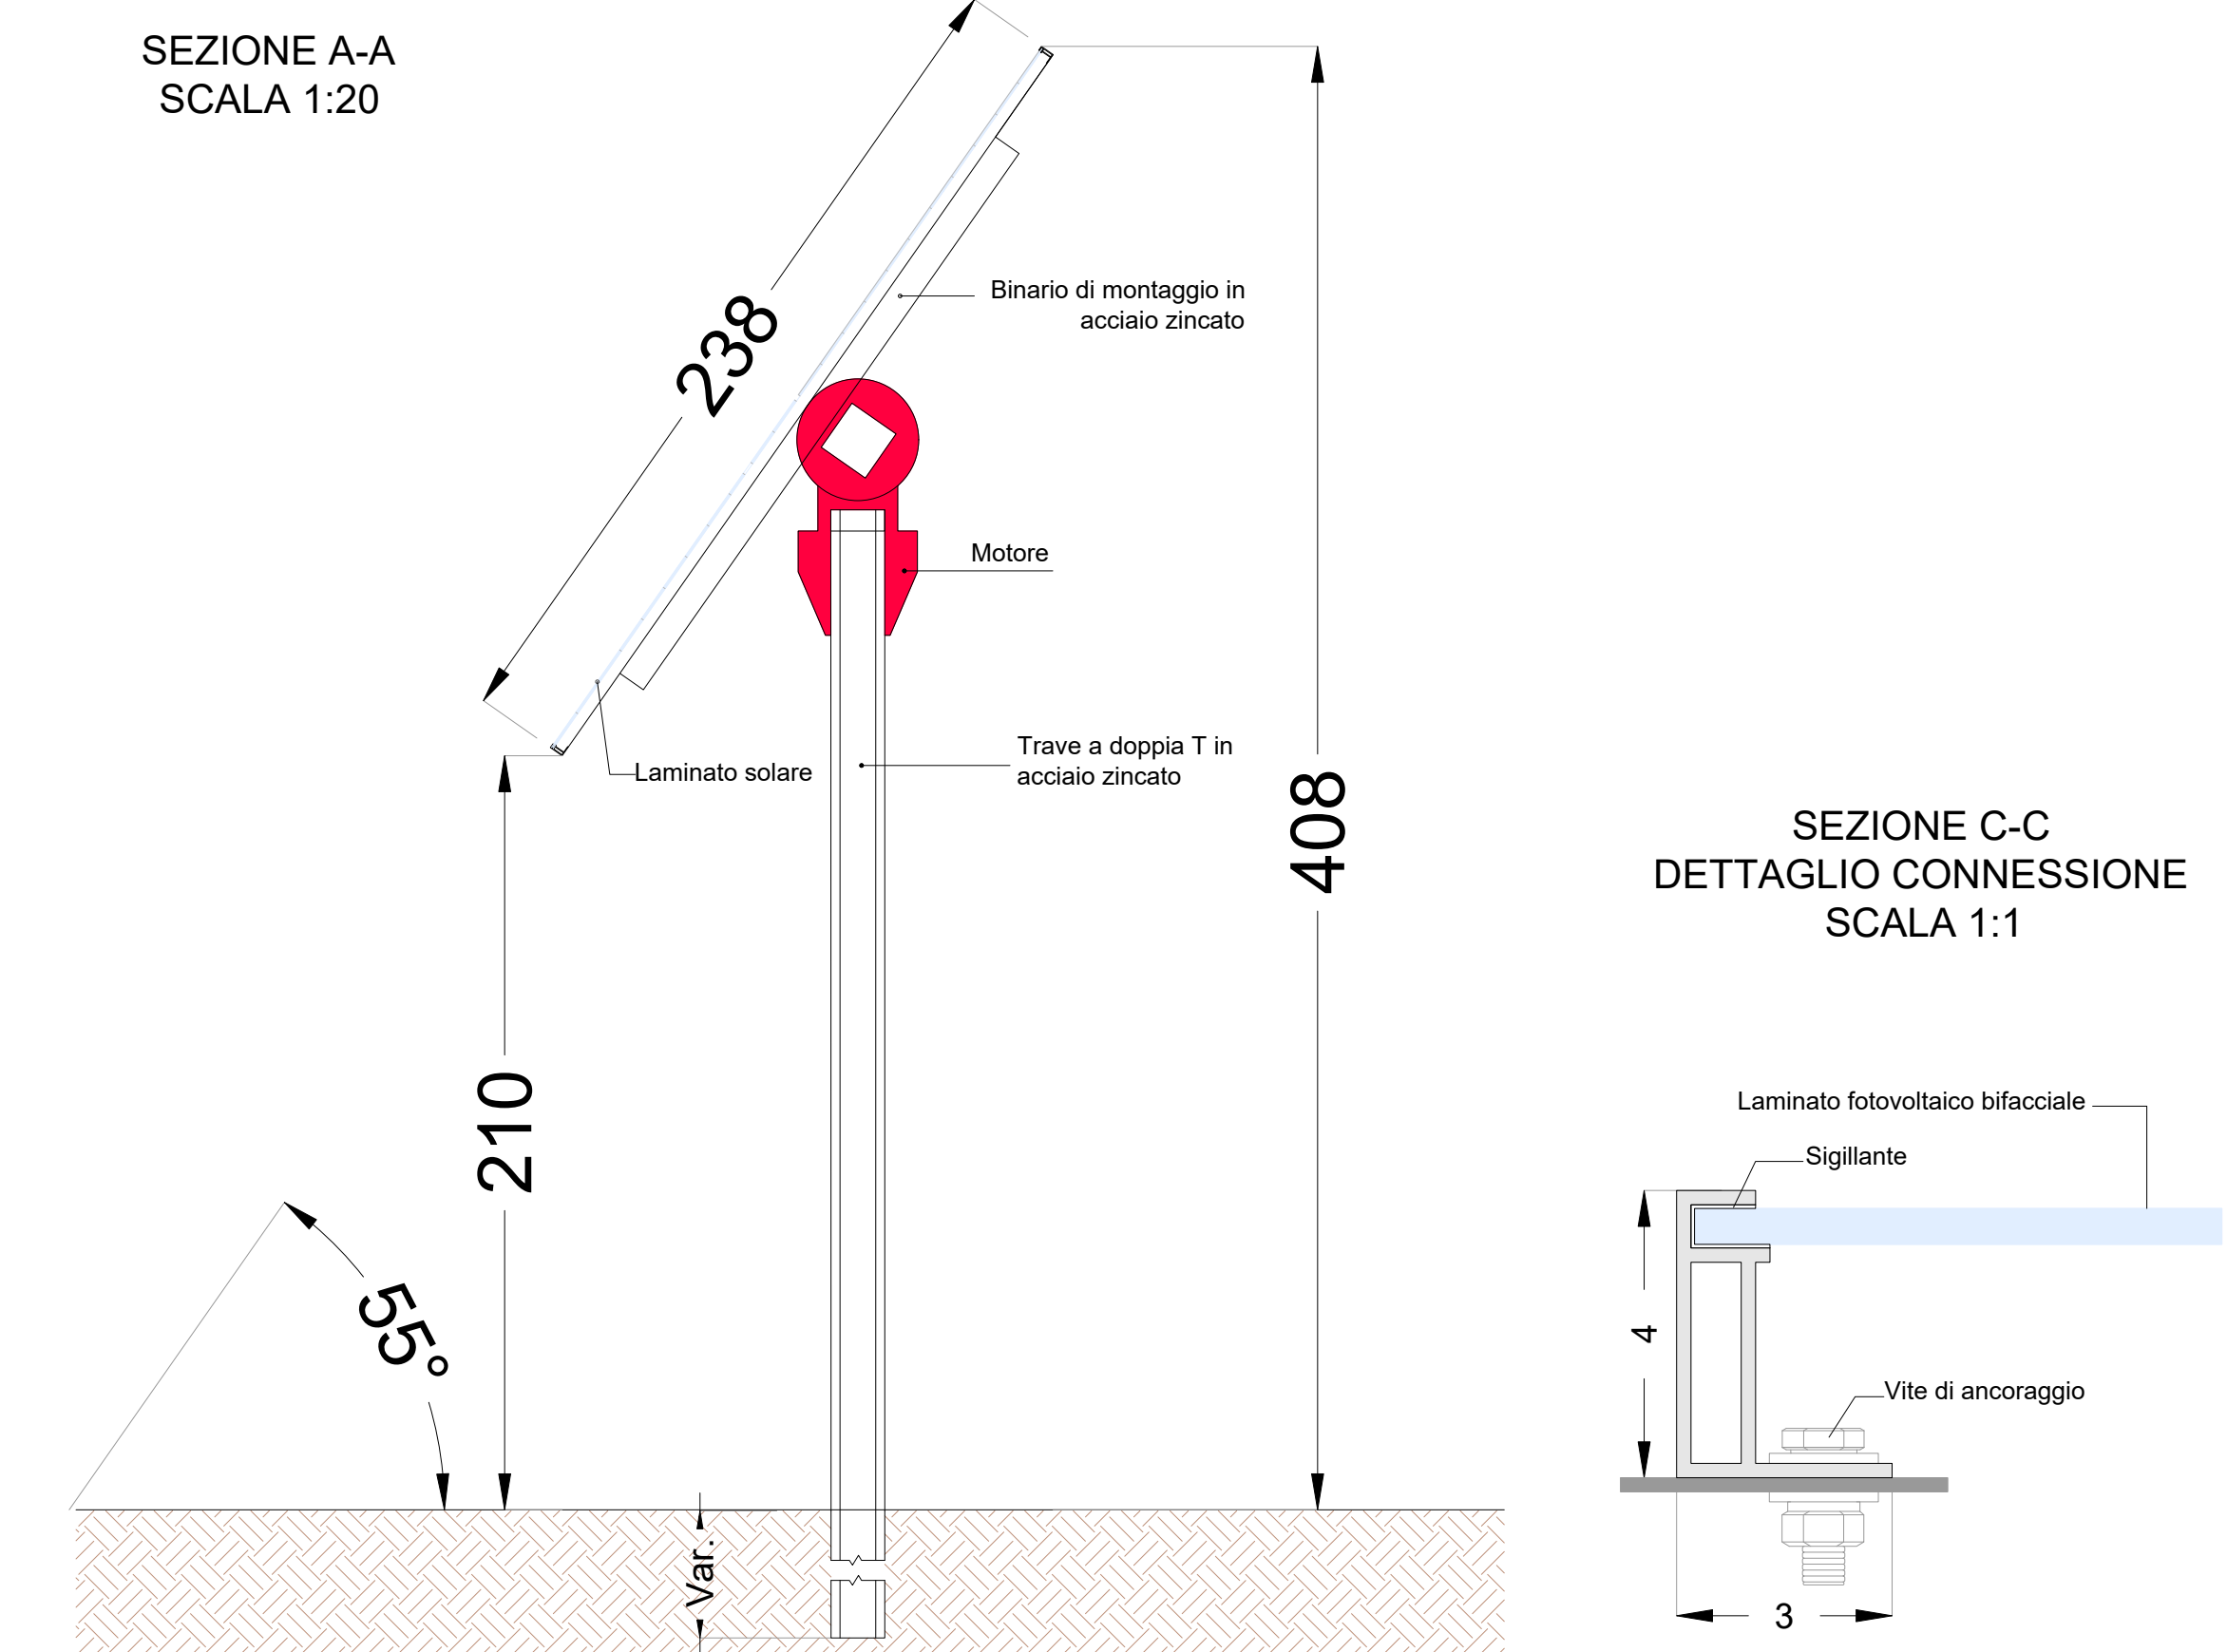 SEZIONE A-A
SCALA 1:20
238
Binario di montaggio in
acciaio zincato
Motore
Trave a doppia T in
acciaio zincato
Laminato solare
408
210
55°
Var.
SEZIONE C-C
DETTAGLIO CONNESSIONE
SCALA 1:1
Laminato fotovoltaico bifacciale
Sigillante
4
Vite di ancoraggio
3